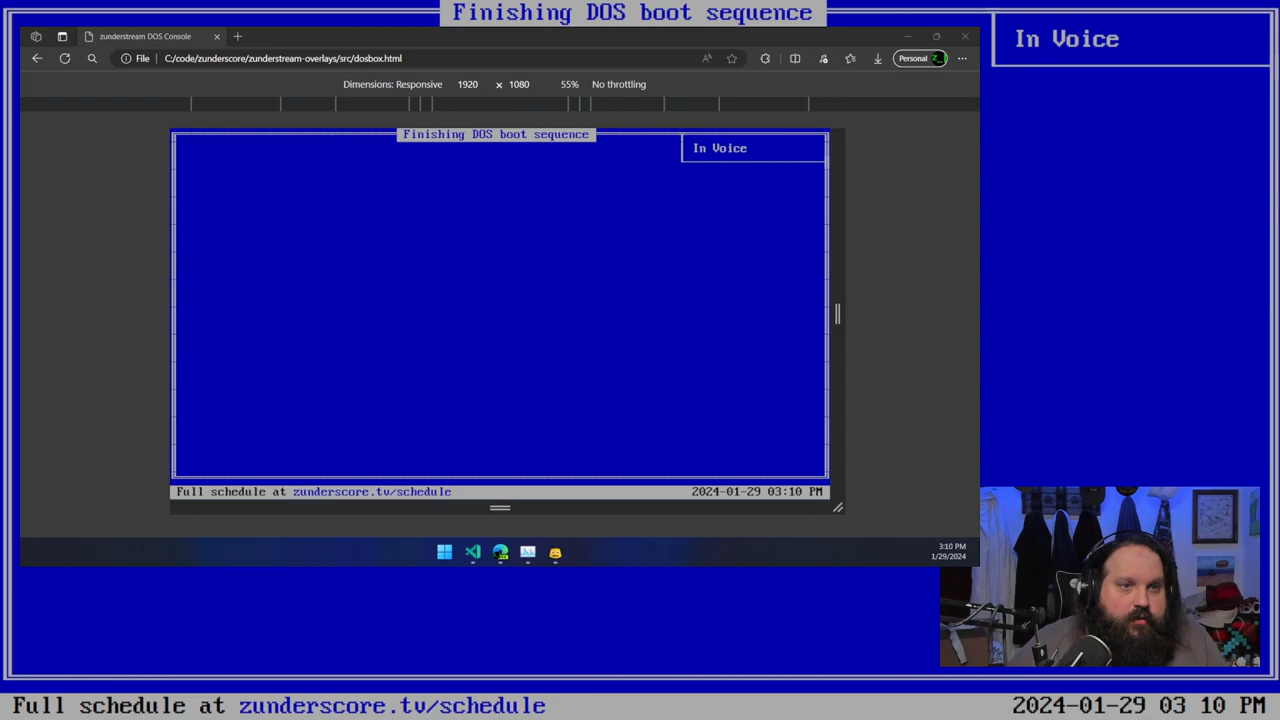 Finishing DOS boot sequence
In Voice
zunderstream DOS Console
File C:/code/zunderscore/zunderstream-overlays/src/dosbox.html
Personal
Dimensions: Responsive 1920 × 1080 55% No throttling
Finishing DOS boot sequence
In Voice
Full schedule at zunderscore.tv/schedule 2024-01-29 03:10 PM
3:10 PM
1/29/2024
Full schedule at zunderscore.tv/schedule 2024-01-29 03 10 PM